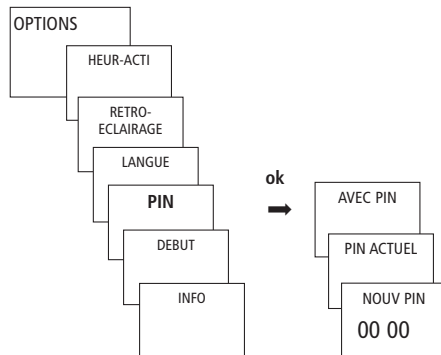 OPTIONS
HEUR-ACTI
RETRO-
ECLAIRAGE
LANGUE
PIN
DEBUT
INFO
ok
AVEC PIN
PIN ACTUEL
NOUV PIN
00 00